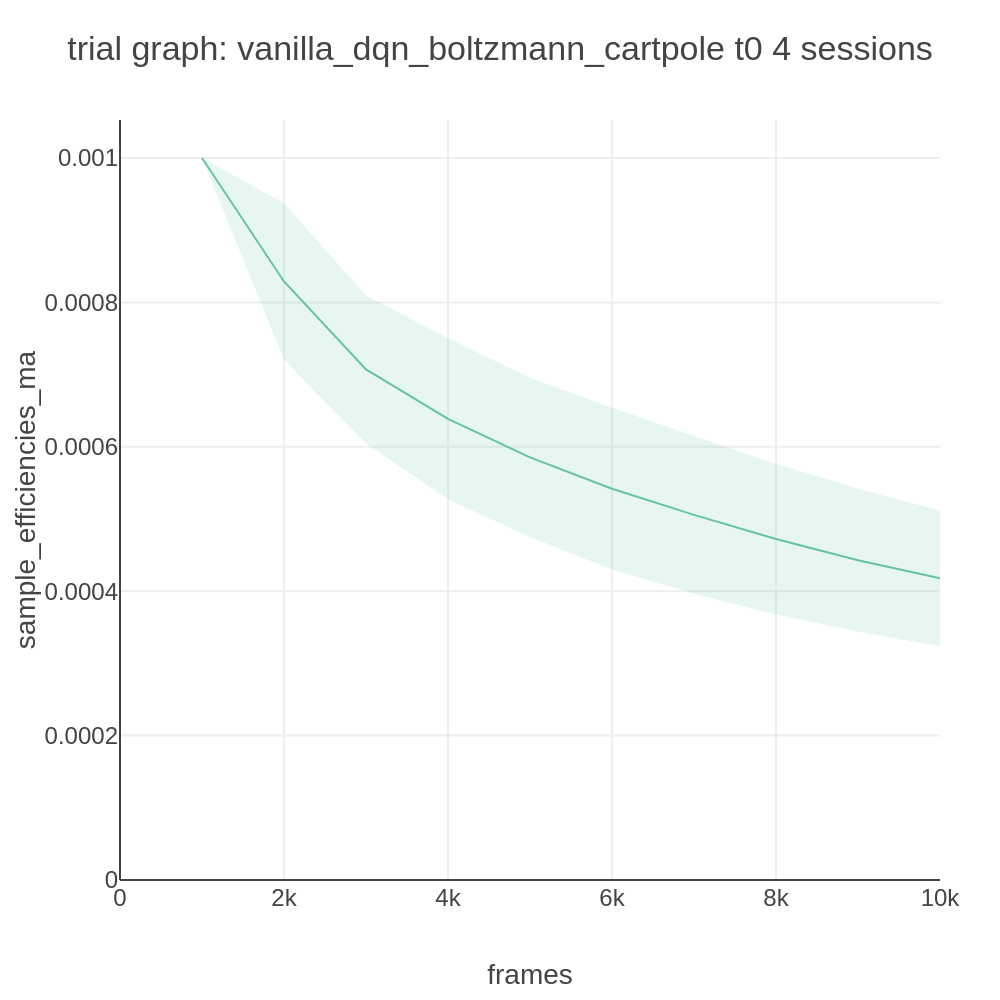 trial graph: vanilla_dqn_boltzmann_cartpole t0 4 sessions
sample_efficiencies_ma
0.001
0.0008
0.0006
0.0004
0.0002
0
0 2k 4k 6k 8k 10k
frames